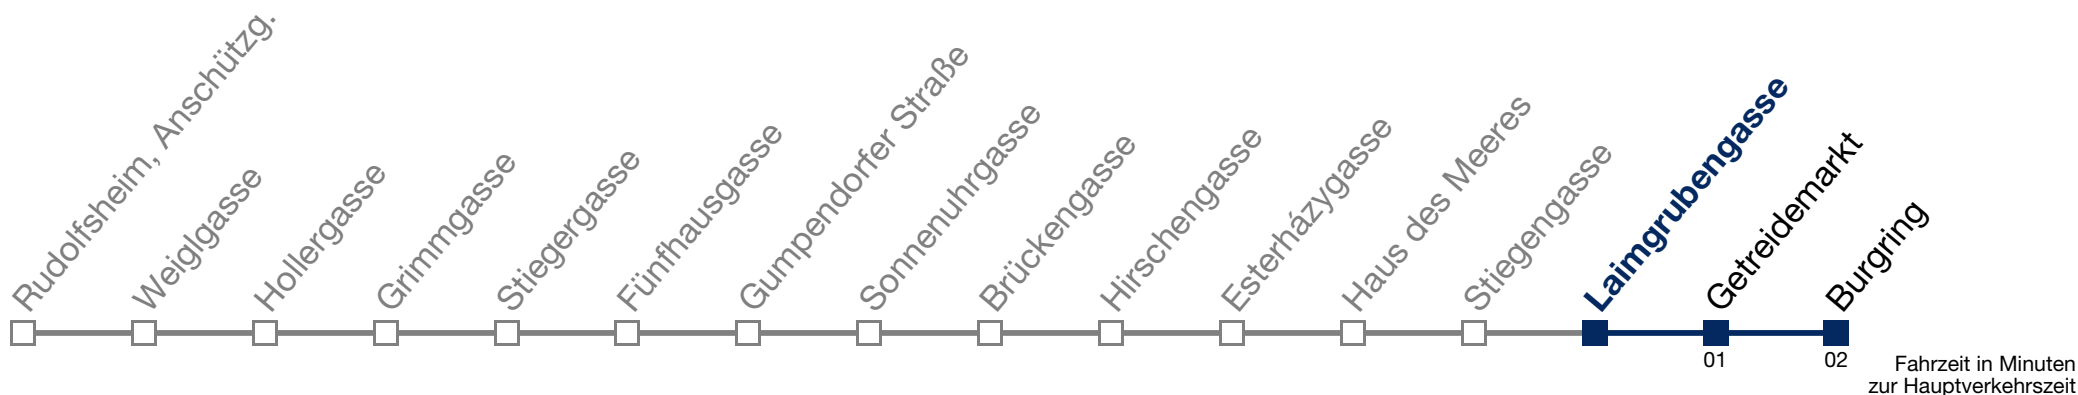 Rudolfsheim, Anschützg.
Weiglgasse
Hollergasse
Grimmgasse
Stiegergasse
Fünfhausgasse
Gumpendorfer Straße
Sonnenuhrgasse
Brückengasse
Hirschengasse
Esterházygasse
Haus des Meeres
Stiegengasse
Laimgrubengasse
Getreidemarkt
Burgring
01
02
Fahrzeit in Minuten
zur Hauptverkehrszeit